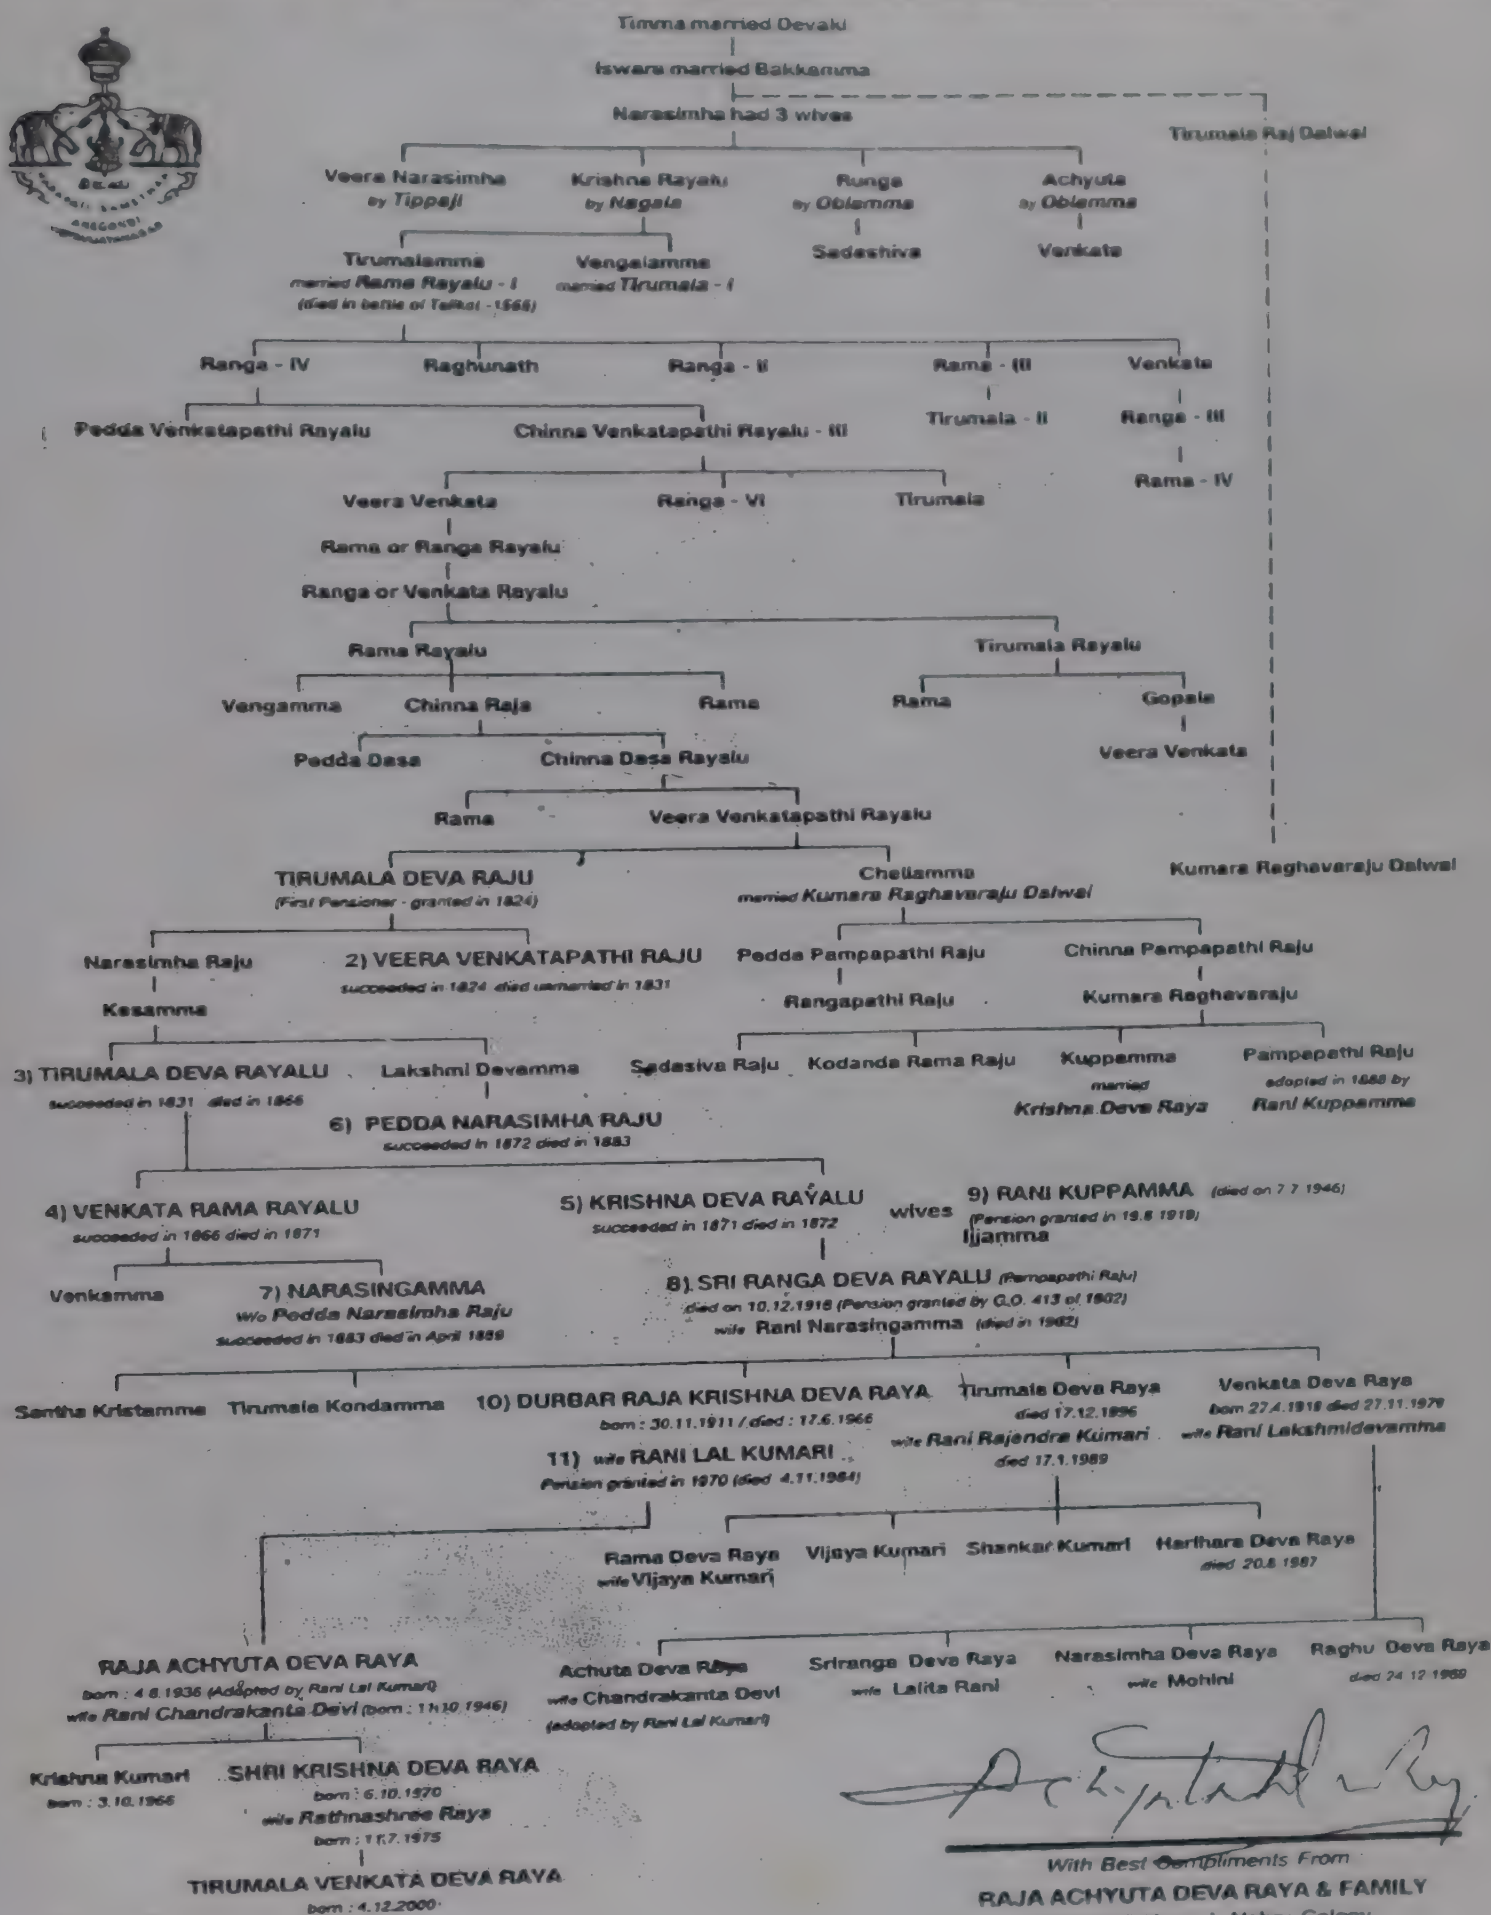 Timma married Devaki
Iswara married Bakkamma
Narasimha had 3 wives
Tirumala Raj Dalwai
Veera Narasimha
by Tippaji
Krishna Rayalu
by Nagala
Runga
by Oblamma
Achyuta
by Oblamma
Sadashiva
Venkata
Tirumalamma
married Rama Rayalu - I
(died in battle of
Vengalamma
married Tirumala - I
Ranga - IV
Raghunath
Ranga - II
Rama - III
Venkata
Pedda Venkatapathi Rayalu
Chinna Venkatapathi Rayalu - III
Tirumala - II
Ranga - III
Rama - IV
Veera Venkata
Ranga - VI
Tirumala
Rama or Ranga Rayalu
Ranga or Venkata Rayalu
Rama Rayalu
Tirumala Rayalu
Vengamma
Chinna Raja
Rama
Rama
Gopala
Pedda Dasa
Chinna Dasa Rayalu
Veera Venkata
Rama
Veera Venkatapathi Rayalu
TIRUMALA DEVA RAJU
(First Pensioner - granted in 1824)
Chellamma
married Kumara Raghavaraju Dalwai
Kumara Raghavaraju Dalwai
Narasimha Raju
2) VEERA VENKATAPATHI RAJU
succeeded in 1824 died unmarried in 1831
Pedda Pampapathi Raju
Chinna Pampapathi Raju
Kesamma
Rangapathi Raju
Kumara Raghavaraju
3) TIRUMALA DEVA RAYALU
succeeded in 1831 died in 1866
Lakshmi Devamma
Sadasiva Raju
Kodanda Rama Raju
Kuppamma
married
Krishna Deva Raya
Pampapathi Raju
adopted in 1888 by
Rani Kuppamma
6) PEDDA NARASIMHA RAJU
succeeded in 1872 died in 1883
4) VENKATA RAMA RAYALU
succeeded in 1866 died in 1871
5) KRISHNA DEVA RAYALU
succeeded in 1871 died in 1872
wives
9) RANI KUPPAMMA (died on 7.7 1946)
(Pension granted in
Ijjamma
Venkamma
7) NARASINGAMMA
w/o Pedda Narasimha Raju
succeeded in 1883 died in April 1889
8) SRI RANGA DEVA RAYALU (Pampapathi Raju)
died on 10.12.1918 (Pension granted by G.O. 413 of 1902)
wife Rani Narasingamma (died in 1962)
Santha Kristamma
Tirumala Kondamma
10) DURBAR RAJA KRISHNA DEVA RAYA
born : 30.11.1911 / died : 17.6.1966
Tirumala Deva Raya
died 17.12.1996
wife Rani Rajendra Kumari
died 17.1.1989
Venkata Deva Raya
born 27.4.1918 died 27.11.1979
wife Rani Lakshmidevamma
11) wife RANI LAL KUMARI
Pension granted in 1970 (died 4.11.1984)
Rama Deva Raya
wife Vijaya Kumari
Vijaya Kumari
Shankar Kumari
Harihara Deva Raya
died 20.8 1987
RAJA ACHYUTA DEVA RAYA
born : 4 8.1936 (Adopted by Rani Lal Kumari)
wife Rani Chandrakanta Deivi (born : 11.10.1946)
Achuta Deva Raya
wife Chandrakanta Devi
(adopted by Rani Lal Kumari)
Sriranga Deva Raya
wife Lalita Rani
Narasimha Deva Raya
wife Mohini
Raghu Deva Raya
died 24 12 1989
Krishna Kumari
born : 3.10.1966
SHRI KRISHNA DEVA RAYA
born : 6.10.1970
wife Rathnashree Raya
born : 11.7.1975
TIRUMALA VENKATA DEVA RAYA
born : 4.12.2000
With Best Compliments From
RAJA ACHYUTA DEVA RAYA & FAMILY